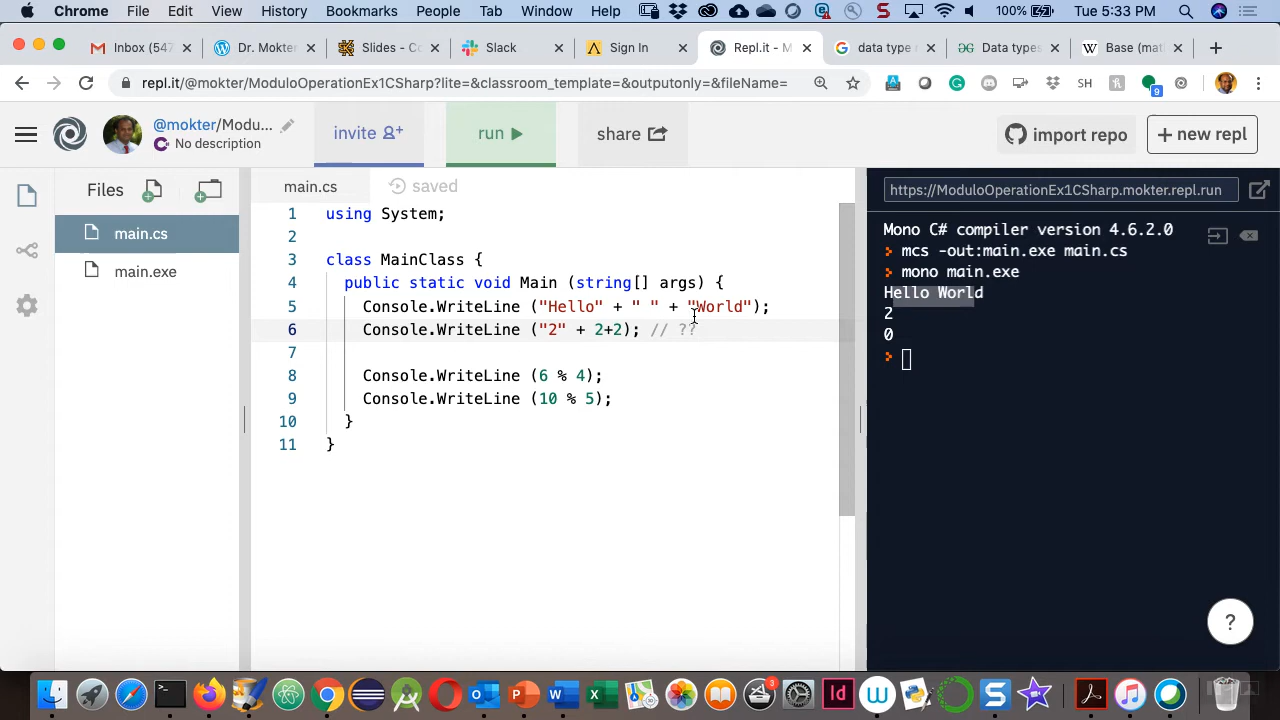 Chrome File Edit View History Bookmarks People Tab Window Help 100% Tue 5:33 PM
Inbox (547 Dr. Mokter Slides - Co Slack Sign In Repl.it - M data type r Data types Base (mat
repl.it/@mokter/ModuloOperationEx1CSharp?lite=&classroom_template=&outputonly=&fileName= SH 9
@mokter/Modu...
No description
invite
run
share
import repo
+ new repl
Files
main.cs
main.exe
main.cs saved
1 using System;
2
3 class MainClass {
4 public static void Main (string[] args) {
5 Console.WriteLine ("Hello" + " " + "World");
6 Console.WriteLine ("2" + 2+2); // ??
7
8 Console.WriteLine (6 % 4);
9 Console.WriteLine (10 % 5);
10 }
11 }
https://ModuloOperationEx1CSharp.mokter.repl.run
Mono C# compiler version 4.6.2.0
mcs -out:main.exe main.cs
mono main.exe
Hello World
2
0
?
3